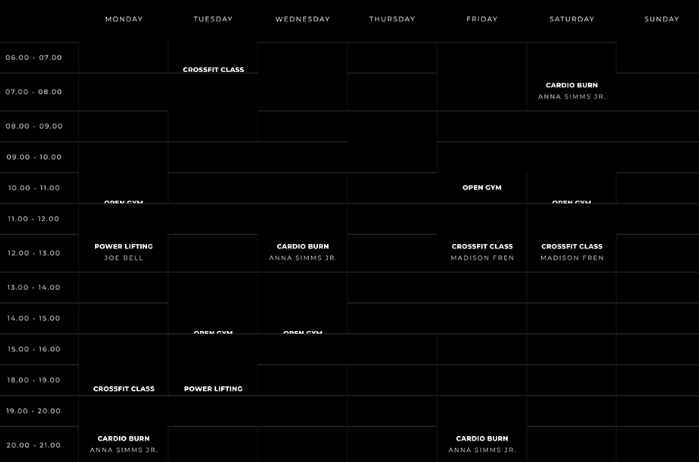 MONDAY TUESDAY WEDNESDAY THURSDAY FRIDAY SATURDAY SUNDAY
06.00 - 07.00
CROSSFIT CLASS
07.00 - 08.00 CARDIO BURN
ANNA SIMMS JR.
08.00 - 09.00
09.00 - 10.00
10.00 - 11.00 OPEN GYM
OPEN GYM OPEN GYM
11.00 - 12.00
POWER LIFTING CARDIO BURN CROSSFIT CLASS CROSSFIT CLASS
12.00 - 13.00 JOE BELL ANNA SIMMS JR. MADISON FREN MADISON FREN
13.00 - 14.00
14.00 - 15.00
OPEN GYM OPEN GYM
15.00 - 16.00
18.00 - 19.00
CROSSFIT CLASS POWER LIFTING
19.00 - 20.00
CARDIO BURN CARDIO BURN
20.00 - 21.00 ANNA SIMMS JR. ANNA SIMMS JR.